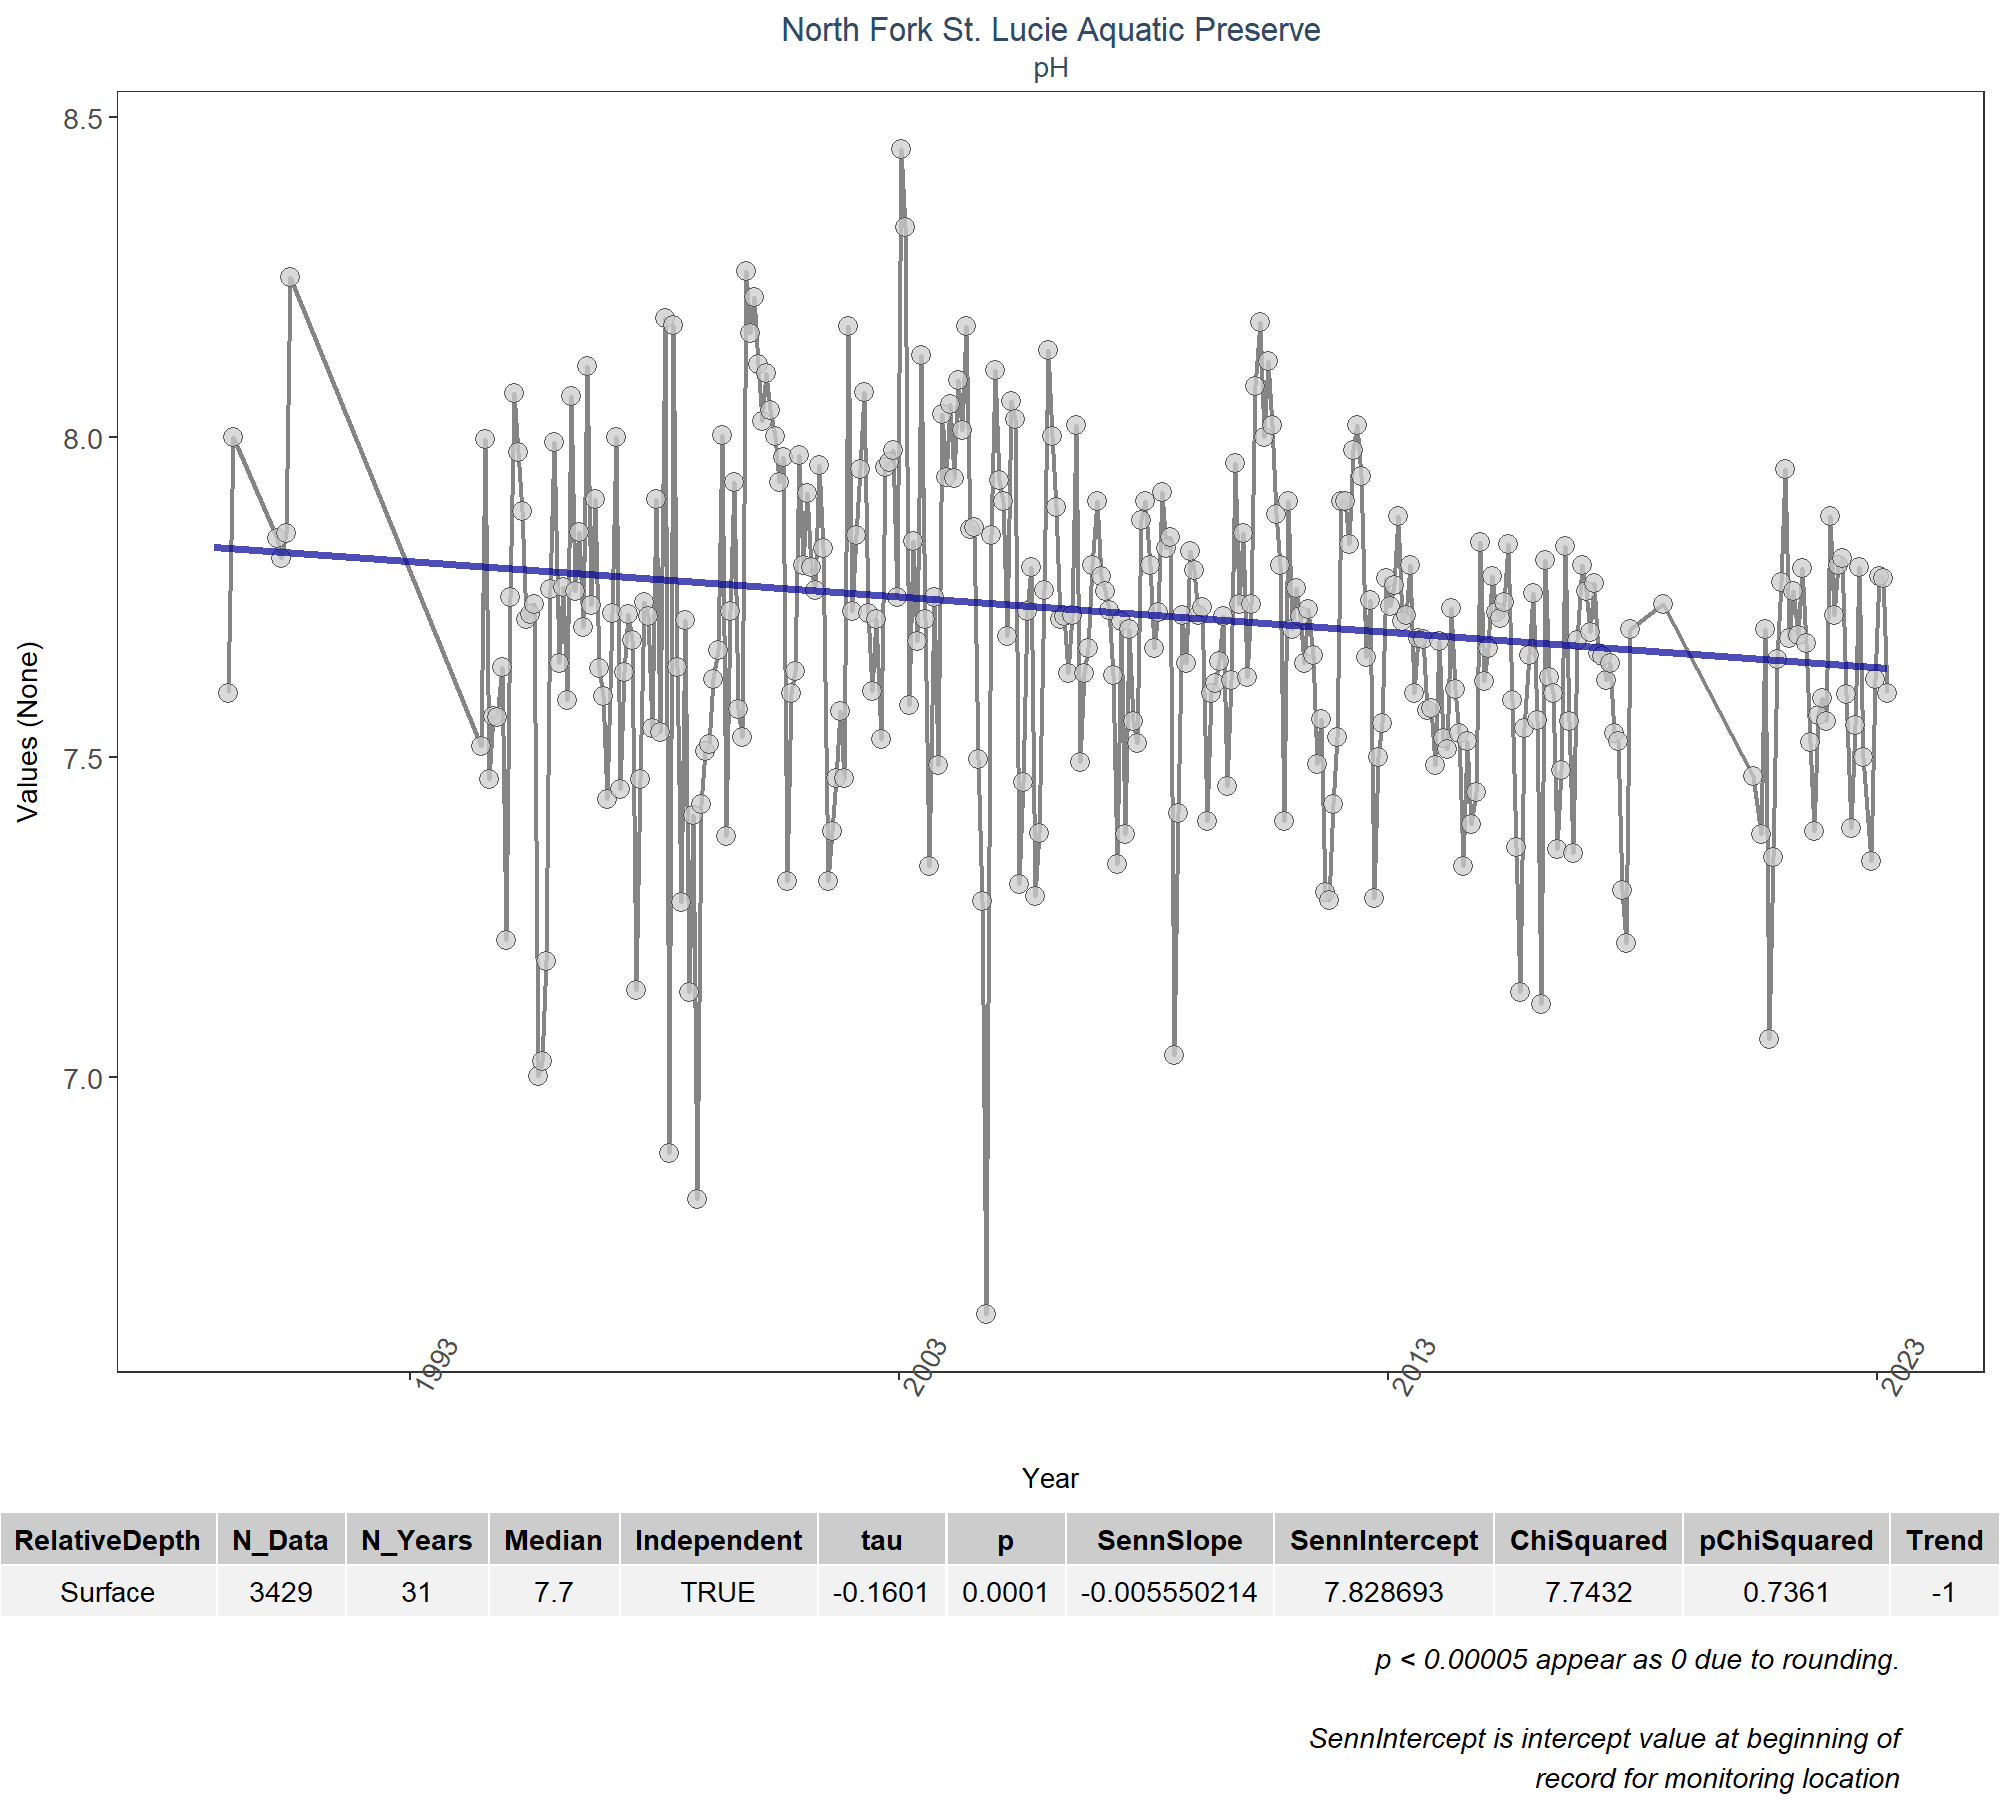 North Fork St. Lucie Aquatic Preserve
pH
8.5
8.0
7.5
7.0
Values (None)
1993
2003
2013
2023
Year
RelativeDepth N_Data N_Years Median Independent tau p SennSlope SennIntercept ChiSquared pChiSquared Trend
Surface 3429 31 7.7 TRUE -0.1601 0.0001 -0.005550214 7.828693 7.7432 0.7361 -1
p < 0.00005 appear as 0 due to rounding.
SennIntercept is intercept value at beginning of
record for monitoring location